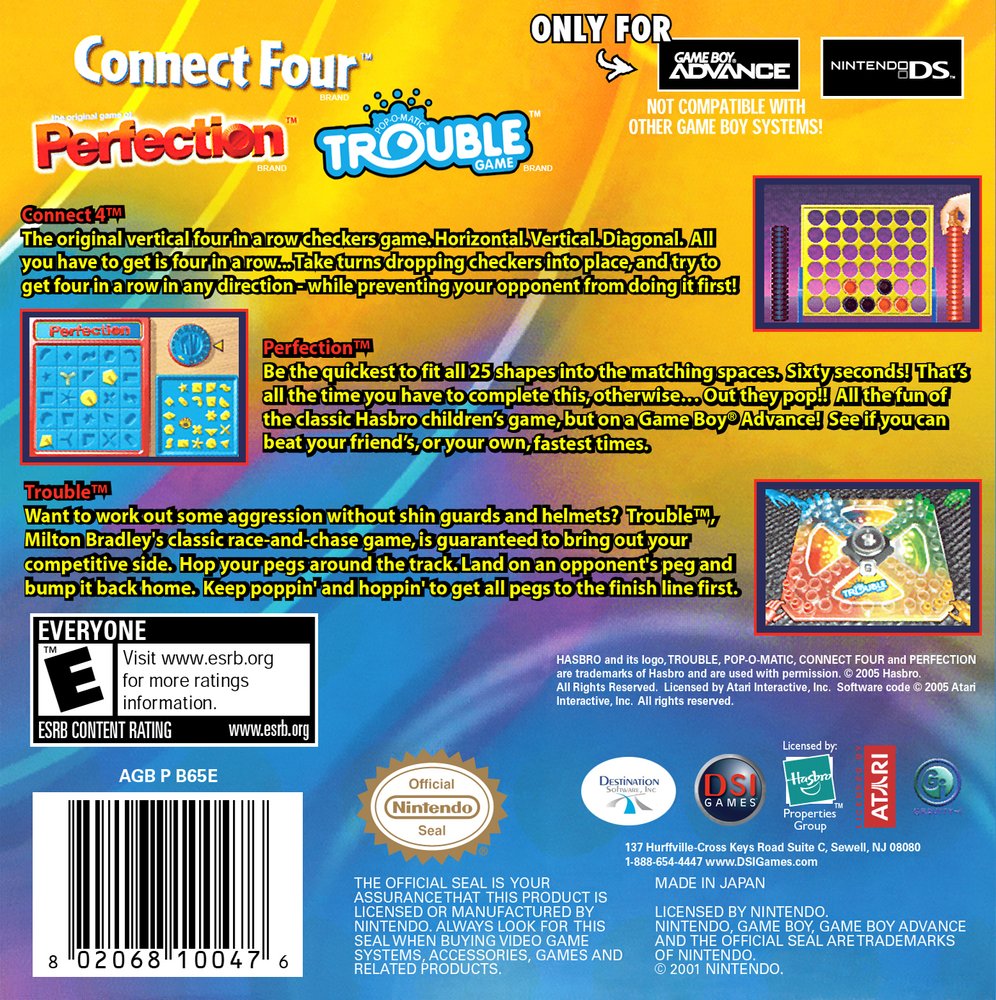 Connect Four™
BRAND
the original game of
Perfection™
BRAND
POP-O-MATIC
TROUBLE™
GAME
BRAND
ONLY FOR
GAME BOY ADVANCE
NINTENDO DS™
NOT COMPATIBLE WITH
OTHER GAME BOY SYSTEMS!
Connect 4™
The original vertical four in a row checkers game. Horizontal. Vertical. Diagonal. All
you have to get is four in a row... Take turns dropping checkers into place, and try to
get four in a row in any direction - while preventing your opponent from doing it first!
Perfection
Perfection™
Be the quickest to fit all 25 shapes into the matching spaces. Sixty seconds! That's
all the time you have to complete this, otherwise... Out they pop!! All the fun of
the classic Hasbro children's game, but on a Game Boy® Advance! See if you can
beat your friend's, or your own, fastest times.
Trouble™
Want to work out some aggression without shin guards and helmets? Trouble™,
Milton Bradley's classic race-and-chase game, is guaranteed to bring out your
competitive side. Hop your pegs around the track. Land on an opponent's peg and
bump it back home. Keep poppin' and hoppin' to get all pegs to the finish line first.
TROUBLE
EVERYONE
™
E
Visit www.esrb.org
for more ratings
information.
ESRB CONTENT RATING www.esrb.org
HASBRO and its logo, TROUBLE, POP-O-MATIC, CONNECT FOUR and PERFECTION
are trademarks of Hasbro and are used with permission. © 2005 Hasbro.
All Rights Reserved. Licensed by Atari Interactive, Inc. Software code © 2005 Atari
Interactive, Inc. All rights reserved.
AGB P B65E
8 02068 10047 6
Official
Nintendo
Seal
®
DESTINATION
SOFTWARE, INC
DSI
GAMES
Licensed by:
Hasbro
™
Properties
Group
ATARI
137 Hurffville-Cross Keys Road Suite C, Sewell, NJ 08080
1-888-654-4447 www.DSIGames.com
THE OFFICIAL SEAL IS YOUR
ASSURANCE THAT THIS PRODUCT IS
LICENSED OR MANUFACTURED BY
NINTENDO. ALWAYS LOOK FOR THIS
SEAL WHEN BUYING VIDEO GAME
SYSTEMS, ACCESSORIES, GAMES AND
RELATED PRODUCTS.
MADE IN JAPAN
LICENSED BY NINTENDO.
NINTENDO, GAME BOY, GAME BOY ADVANCE
AND THE OFFICIAL SEAL ARE TRADEMARKS
OF NINTENDO.
© 2001 NINTENDO.